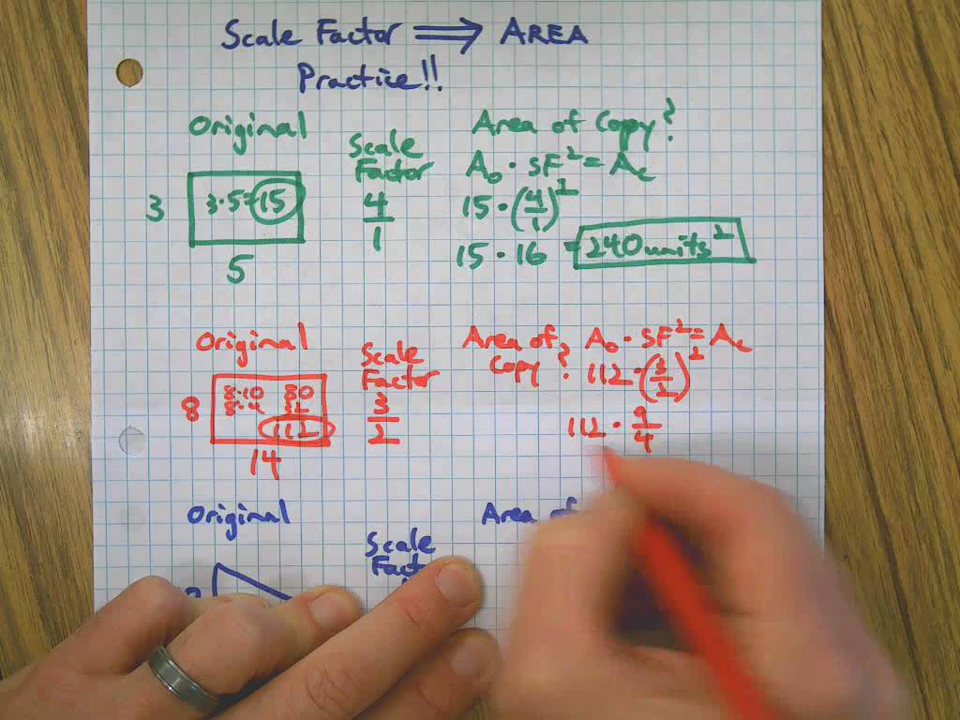 Scale Factor ⟹ AREA
Practice!!
Original
3
3·5=15
5
Scale
Factor
4/1
Area of Copy?
A₀ · SF² = Ac
15 · (4/1)²
15 · 16 = 240 units²
Original
8
8·10 80
8·4 32
112
14
Scale
Factor
3/2
Area of
Copy?
A₀ · SF² = Ac
112 · (3/2)²
112 · 9/4
Original
Scale
Area of